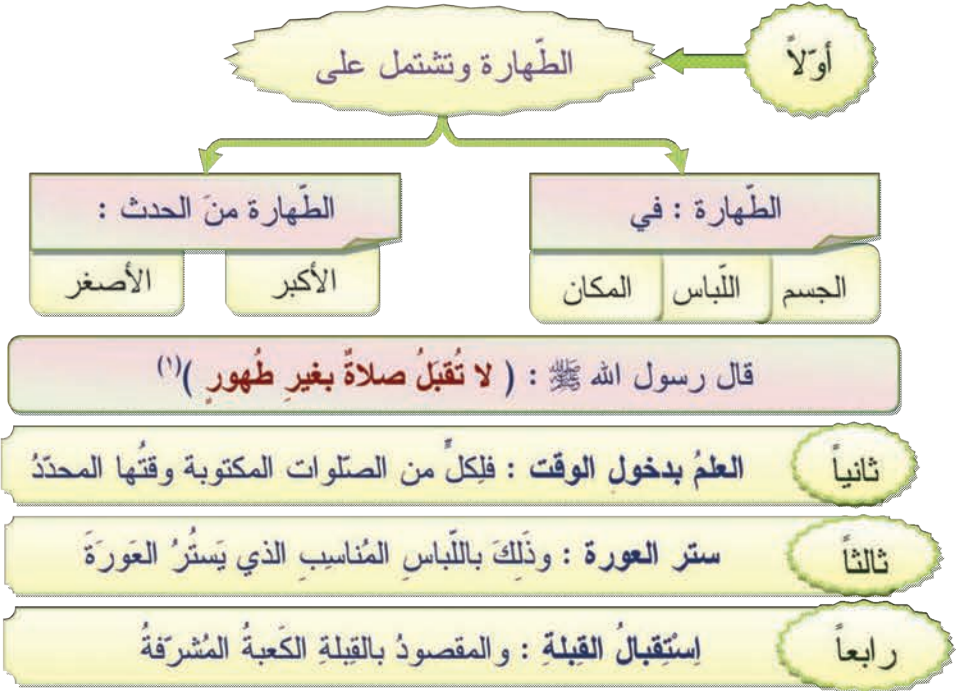 أوّلاً
الطّهارة وتشتمل على
الطّهارة : في
الطّهارة منَ الحدث :
الجسم
اللّباس
المكان
الأكبر
الأصغر
قال رسول الله ﷺ : ( لا تُقبَلُ صلاةٌ بغيرِ طُهورٍ )(١)
ثانياً
العلمُ بدخولِ الوقت : فلِكلٍّ من الصّلوات المكتوبة وقتُها المحدّدُ
ثالثاً
ستر العورة : وذَلِكَ باللّباسِ المُناسِبِ الذي يَستُرُ العَورَةَ
رابعاً
اِسْتِقبالُ القِبلةِ : والمقصودُ بالقِبلةِ الكَعبةُ المُشرّفةُ